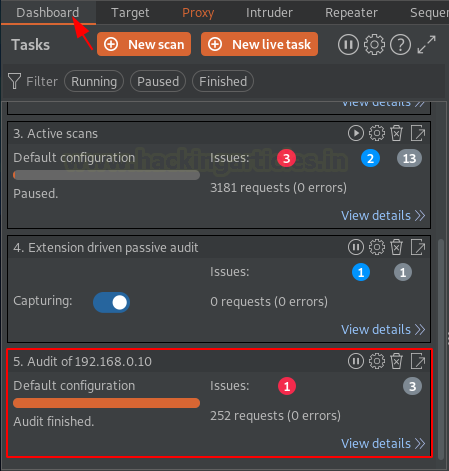 Dashboard Target Proxy Intruder Repeater Sequen
Tasks New scan New live task
Filter Running Paused Finished
View details
3. Active scans
Default configuration Issues: 3 2 13
Paused. 3181 requests (0 errors)
www.hackingarticles.in
View details
4. Extension driven passive audit
Issues: 1 1
Capturing: 0 requests (0 errors)
View details
5. Audit of 192.168.0.10
Default configuration Issues: 1 3
Audit finished. 252 requests (0 errors)
View details